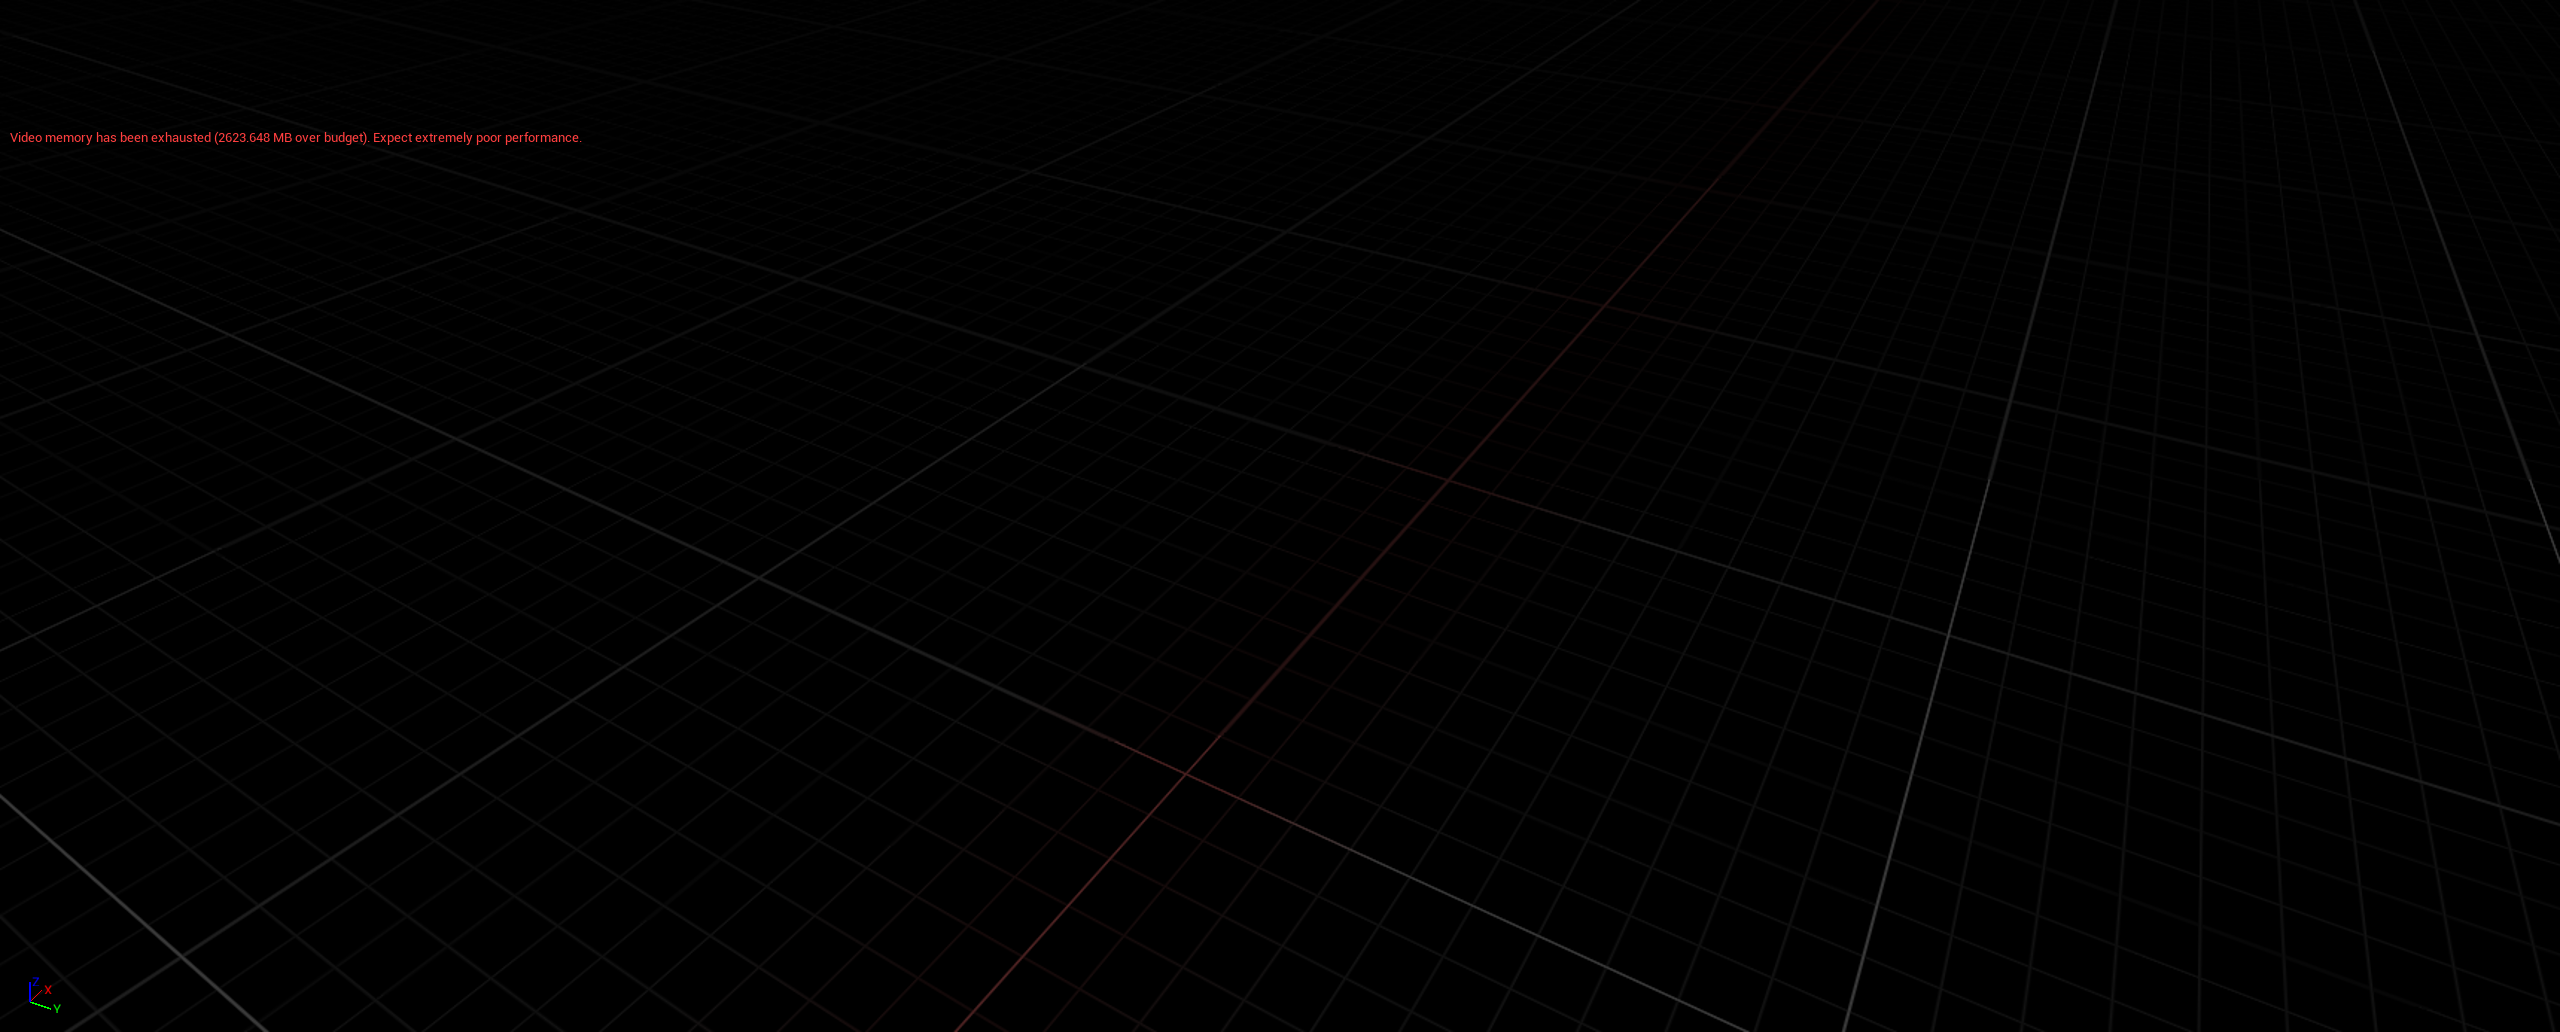 Video memory has been exhausted (2623.648 MB over budget). Expect extremely poor performance.
Z
X
Y